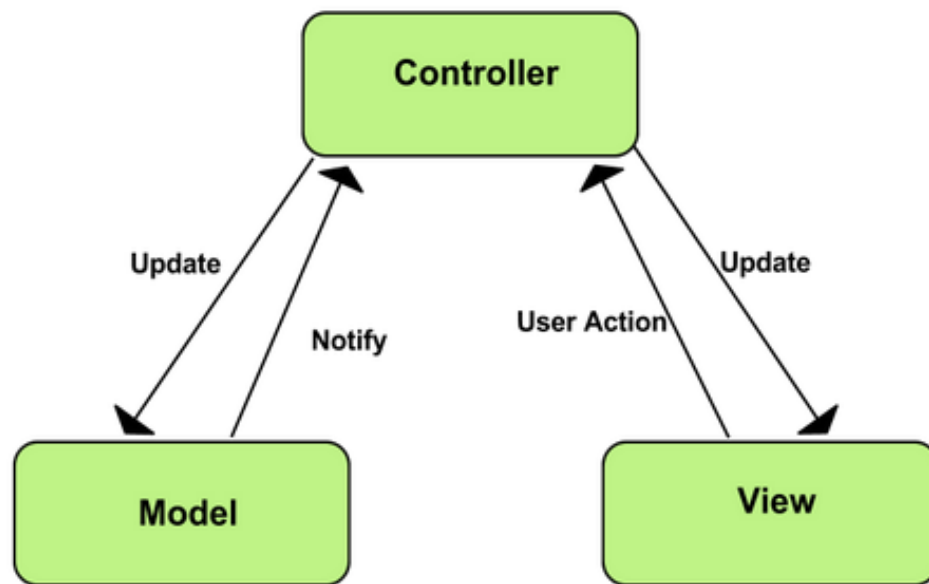 Controller
Update
Update
Notify
User Action
Model
View